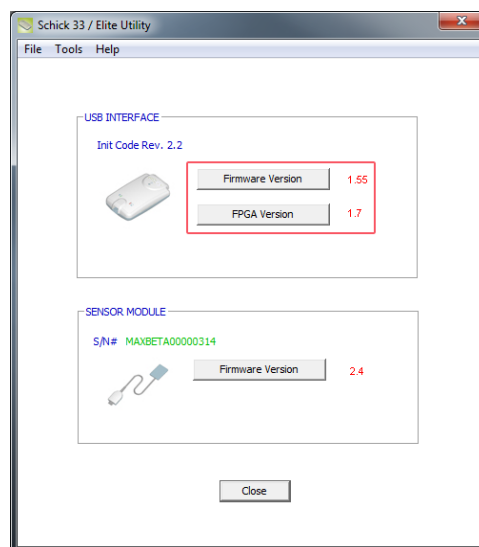 Schick 33 / Elite Utility
File Tools Help
USB INTERFACE
Init Code Rev. 2.2
Firmware Version 1.55
FPGA Version 1.7
SENSOR MODULE
S/N# MAXBETA00000314
Firmware Version 2.4
Close